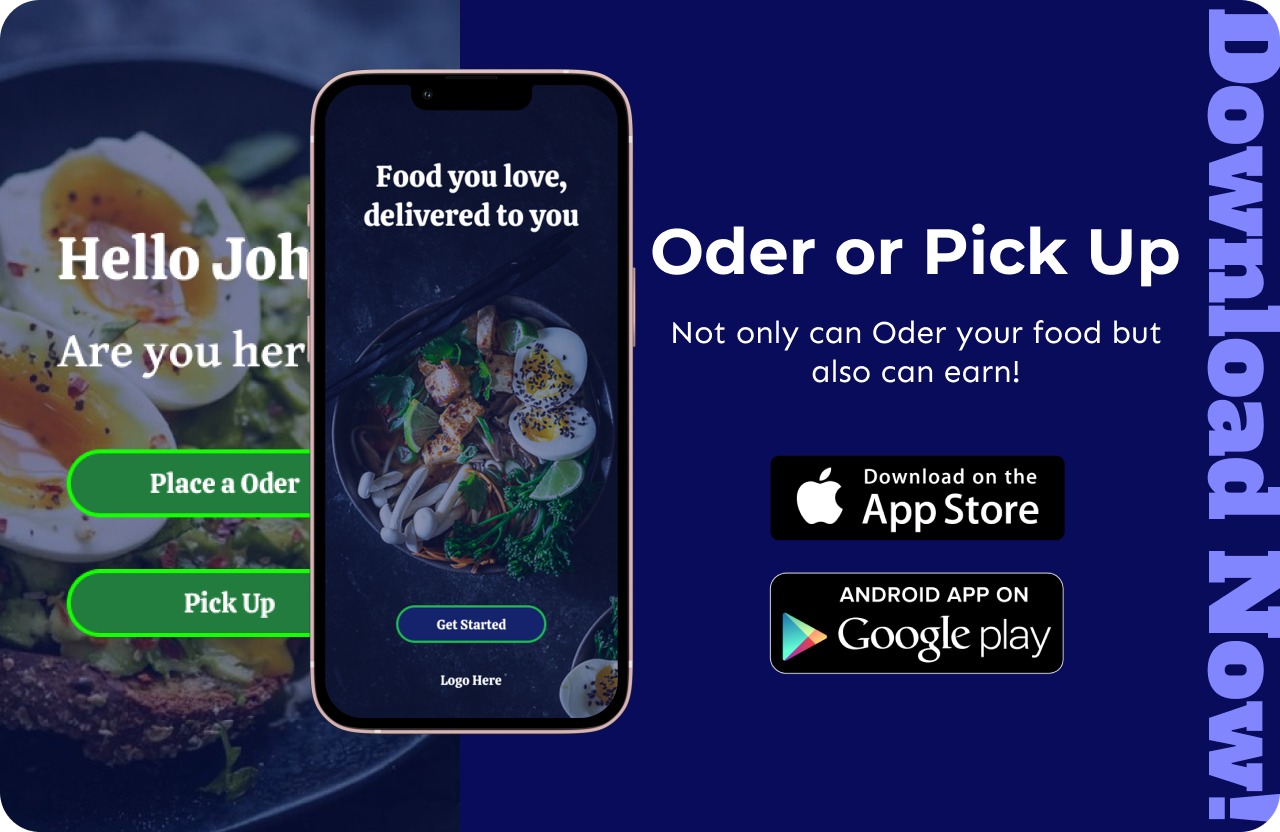 Hello Joh
Are you her
Place a Oder
Pick Up
Food you love,
delivered to you
Get Started
Logo Here
Oder or Pick Up
Not only can Oder your food but
also can earn!
Download on the
App Store
ANDROID APP ON
Google play
Download Now!